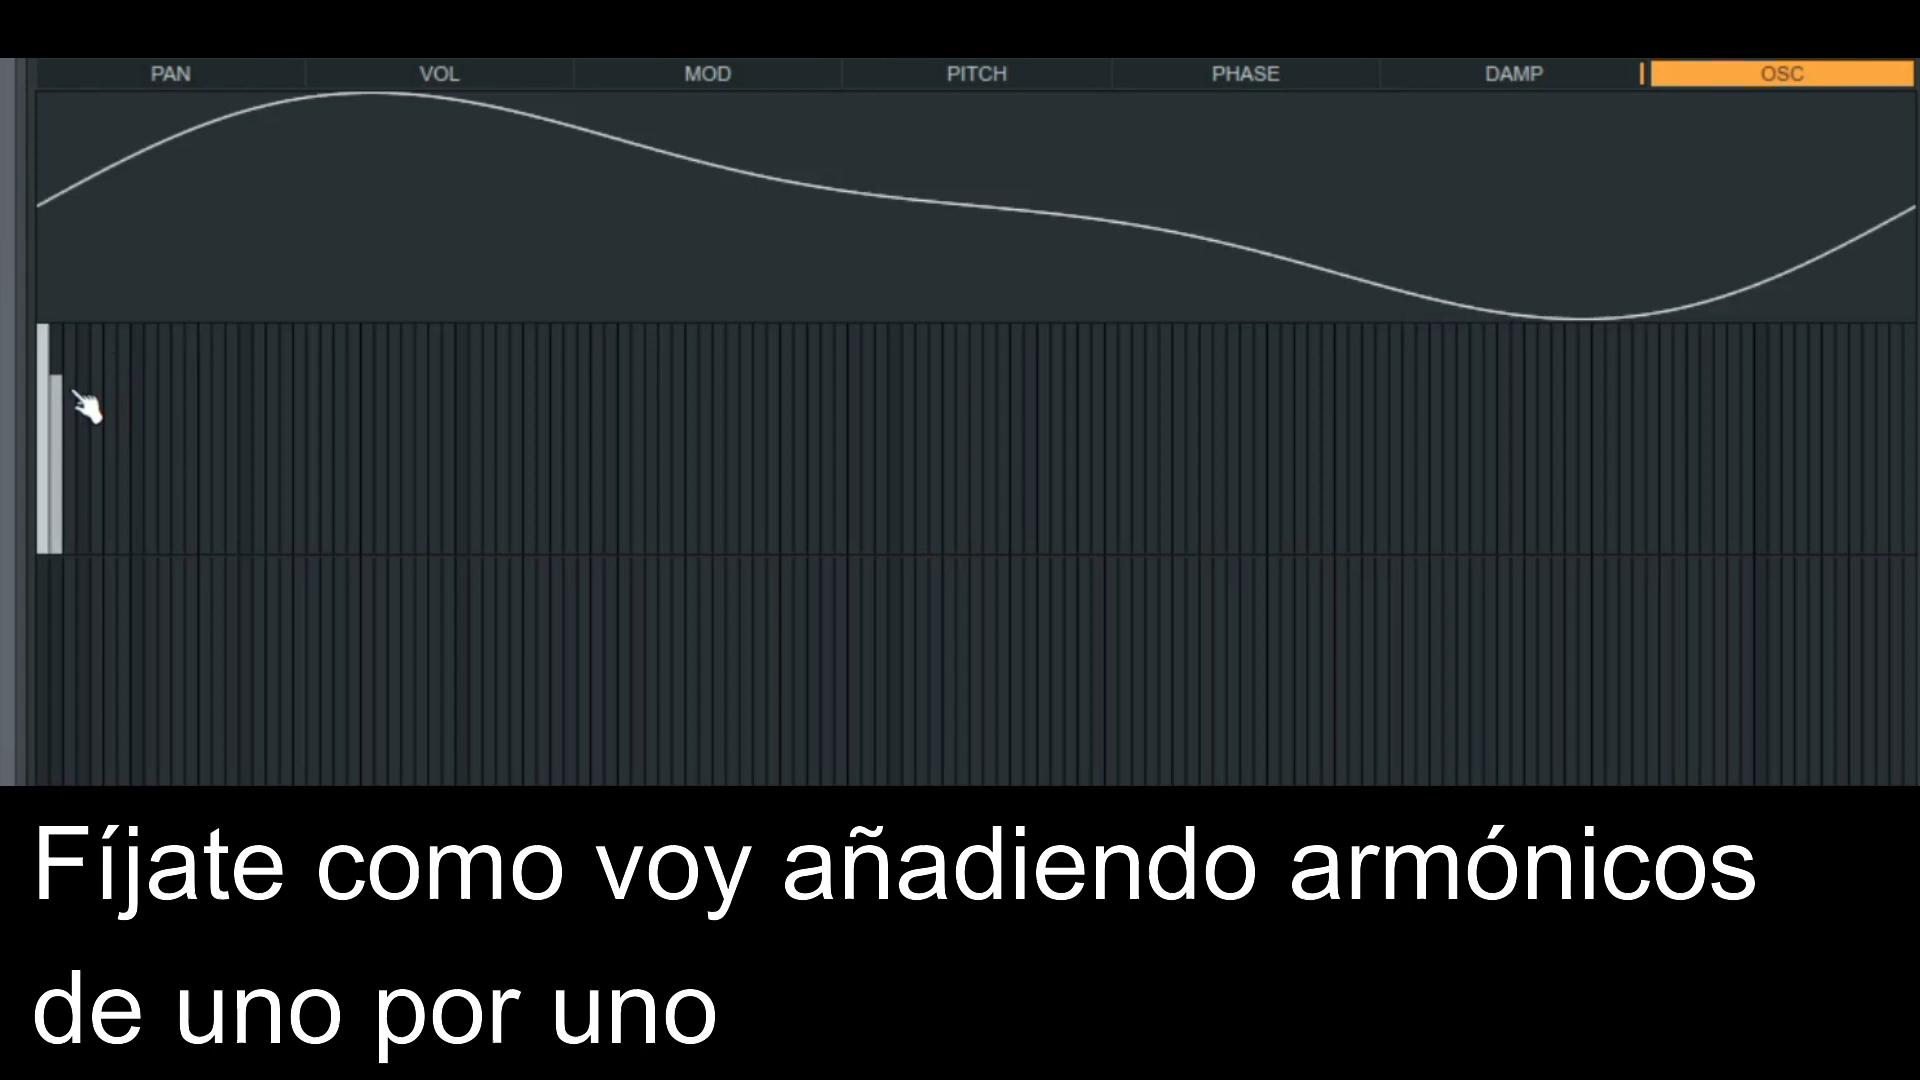 PAN VOL MOD PITCH PHASE DAMP OSC
Fíjate como voy añadiendo armónicos
de uno por uno